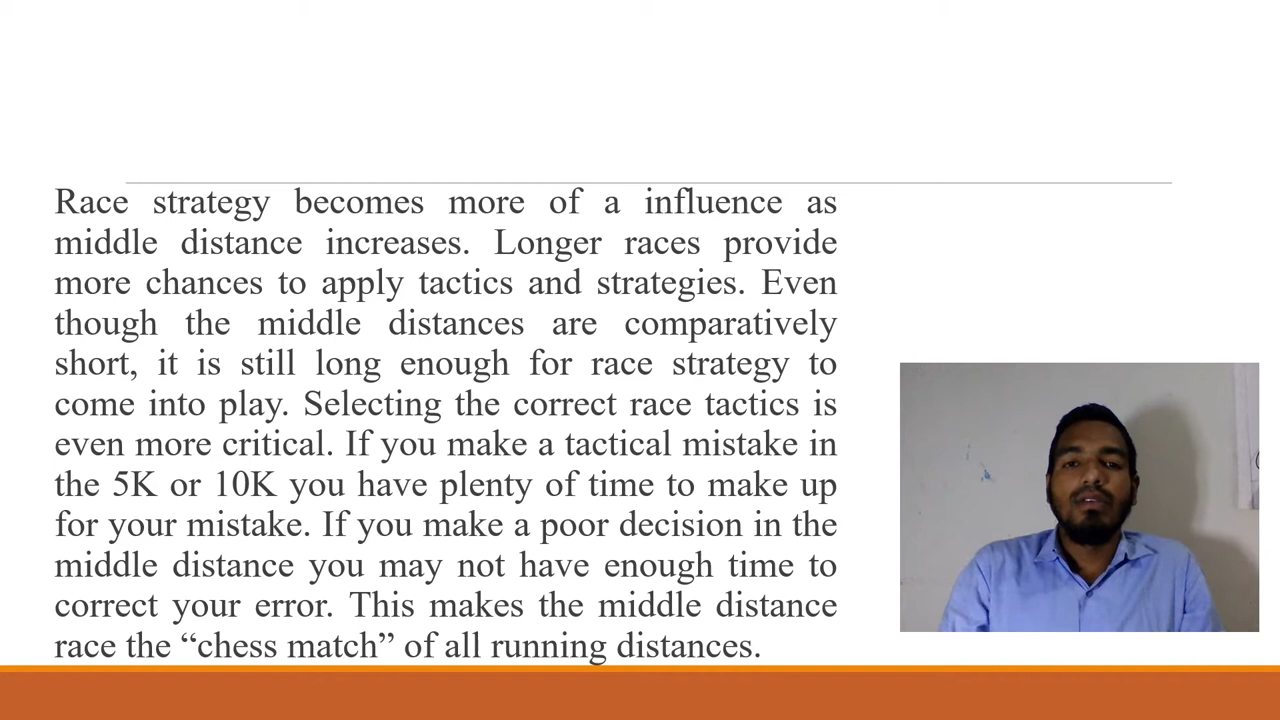 Race strategy becomes more of a influence as
middle distance increases. Longer races provide
more chances to apply tactics and strategies. Even
though the middle distances are comparatively
short, it is still long enough for race strategy to
come into play. Selecting the correct race tactics is
even more critical. If you make a tactical mistake in
the 5K or 10K you have plenty of time to make up
for your mistake. If you make a poor decision in the
middle distance you may not have enough time to
correct your error. This makes the middle distance
race the “chess match” of all running distances.